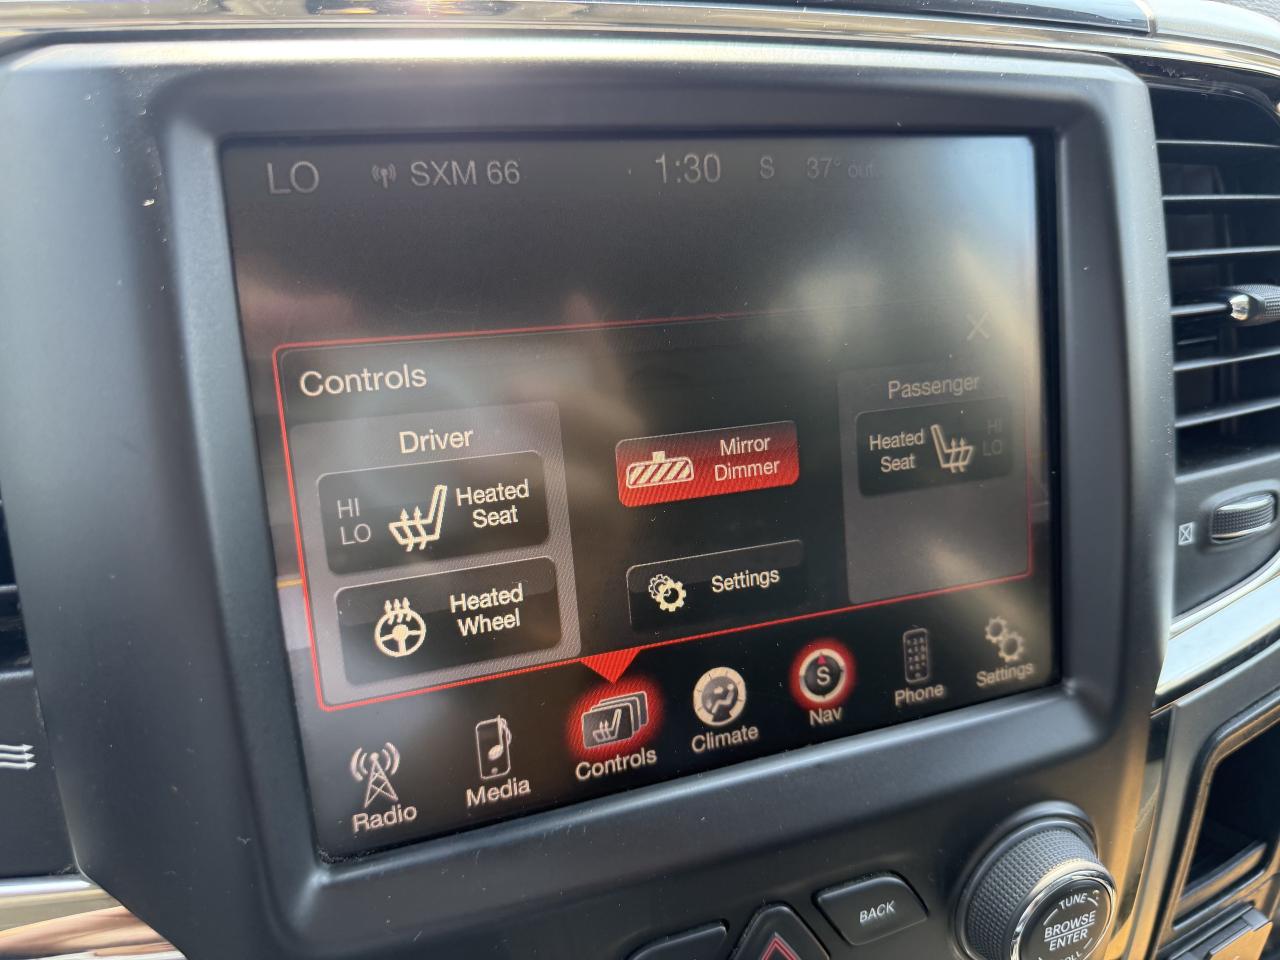 LO SXM 66 1:30 S 37° out
Controls X
Driver
HI
LO
Heated
Seat
Heated
Wheel
Mirror
Dimmer
Settings
Passenger
Heated
Seat
HI
LO
Radio
Media
Controls
Climate
S
Nav
Phone
Settings
BACK
TUNE
BROWSE
ENTER